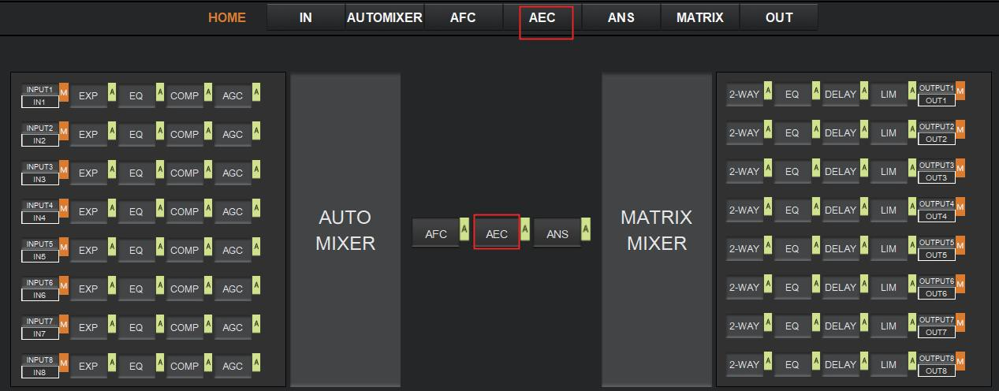 HOME IN AUTOMIXER AFC AEC ANS MATRIX OUT
INPUT1 M EXP A EQ A COMP A AGC A
IN1
INPUT2 M EXP A EQ A COMP A AGC A
IN2
INPUT3 M EXP A EQ A COMP A AGC A
IN3
INPUT4 M EXP A EQ A COMP A AGC A
IN4
INPUT5 M EXP A EQ A COMP A AGC A
IN5
INPUT6 M EXP A EQ A COMP A AGC A
IN6
INPUT7 M EXP A EQ A COMP A AGC A
IN7
INPUT8 M EXP A EQ A COMP A AGC A
IN8
AUTO
MIXER
AFC A AEC A ANS A
MATRIX
MIXER
2-WAY A EQ A DELAY A LIM A OUTPUT1 M
OUT1
2-WAY A EQ A DELAY A LIM A OUTPUT2 M
OUT2
2-WAY A EQ A DELAY A LIM A OUTPUT3 M
OUT3
2-WAY A EQ A DELAY A LIM A OUTPUT4 M
OUT4
2-WAY A EQ A DELAY A LIM A OUTPUT5 M
OUT5
2-WAY A EQ A DELAY A LIM A OUTPUT6 M
OUT6
2-WAY A EQ A DELAY A LIM A OUTPUT7 M
OUT7
2-WAY A EQ A DELAY A LIM A OUTPUT8 M
OUT8